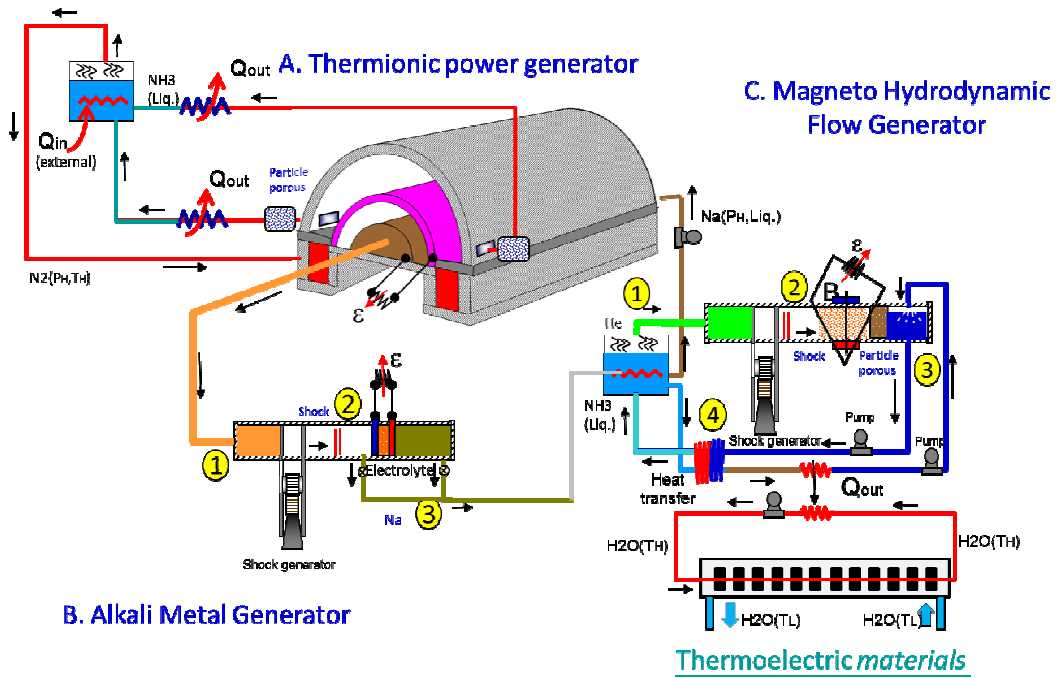 A. Thermionic power generator
NH3
(Liq.)
Qout
Qin
(external)
Qout
Particle
porous
N2{PH,TH}
ε
C. Magneto Hydrodynamic
Flow Generator
Na(PH,Liq.)
1
2
ε
B
He
Shock
Particle
porous
3
NH3
(Liq.)
4
Shock generator
Pump
Pump
Heat
transfer
Qout
H2O(TH)
H2O(TH)
H2O(TL)
H2O(TL)
Thermoelectric materials
1
Shock
2
ε
Electrolyte
3
Na
Shock generator
B. Alkali Metal Generator